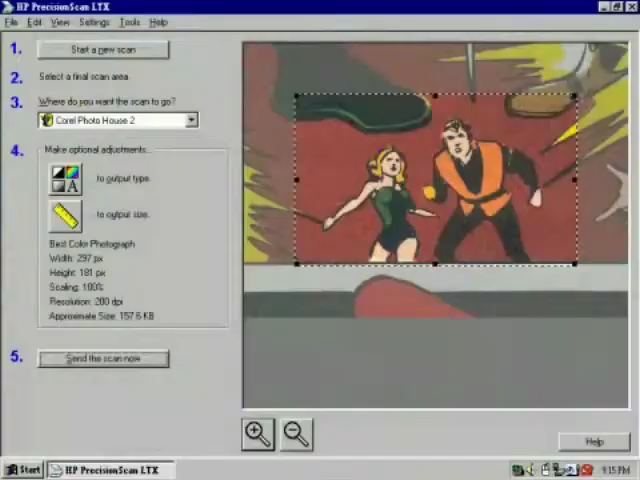 HP PrecisionScan LTX
File Edit View Settings Tools Help
1. Start a new scan
2. Select a final scan area.
3. Where do you want the scan to go?
Corel Photo House 2
4. Make optional adjustments...
A
to output type.
to output size.
Best Color Photograph
Width: 297 px
Height: 181 px
Scaling: 100%
Resolution: 200 dpi
Approximate Size: 157.6 KB
5. Send the scan now
Help
Start HP PrecisionScan LTX 9:15 PM